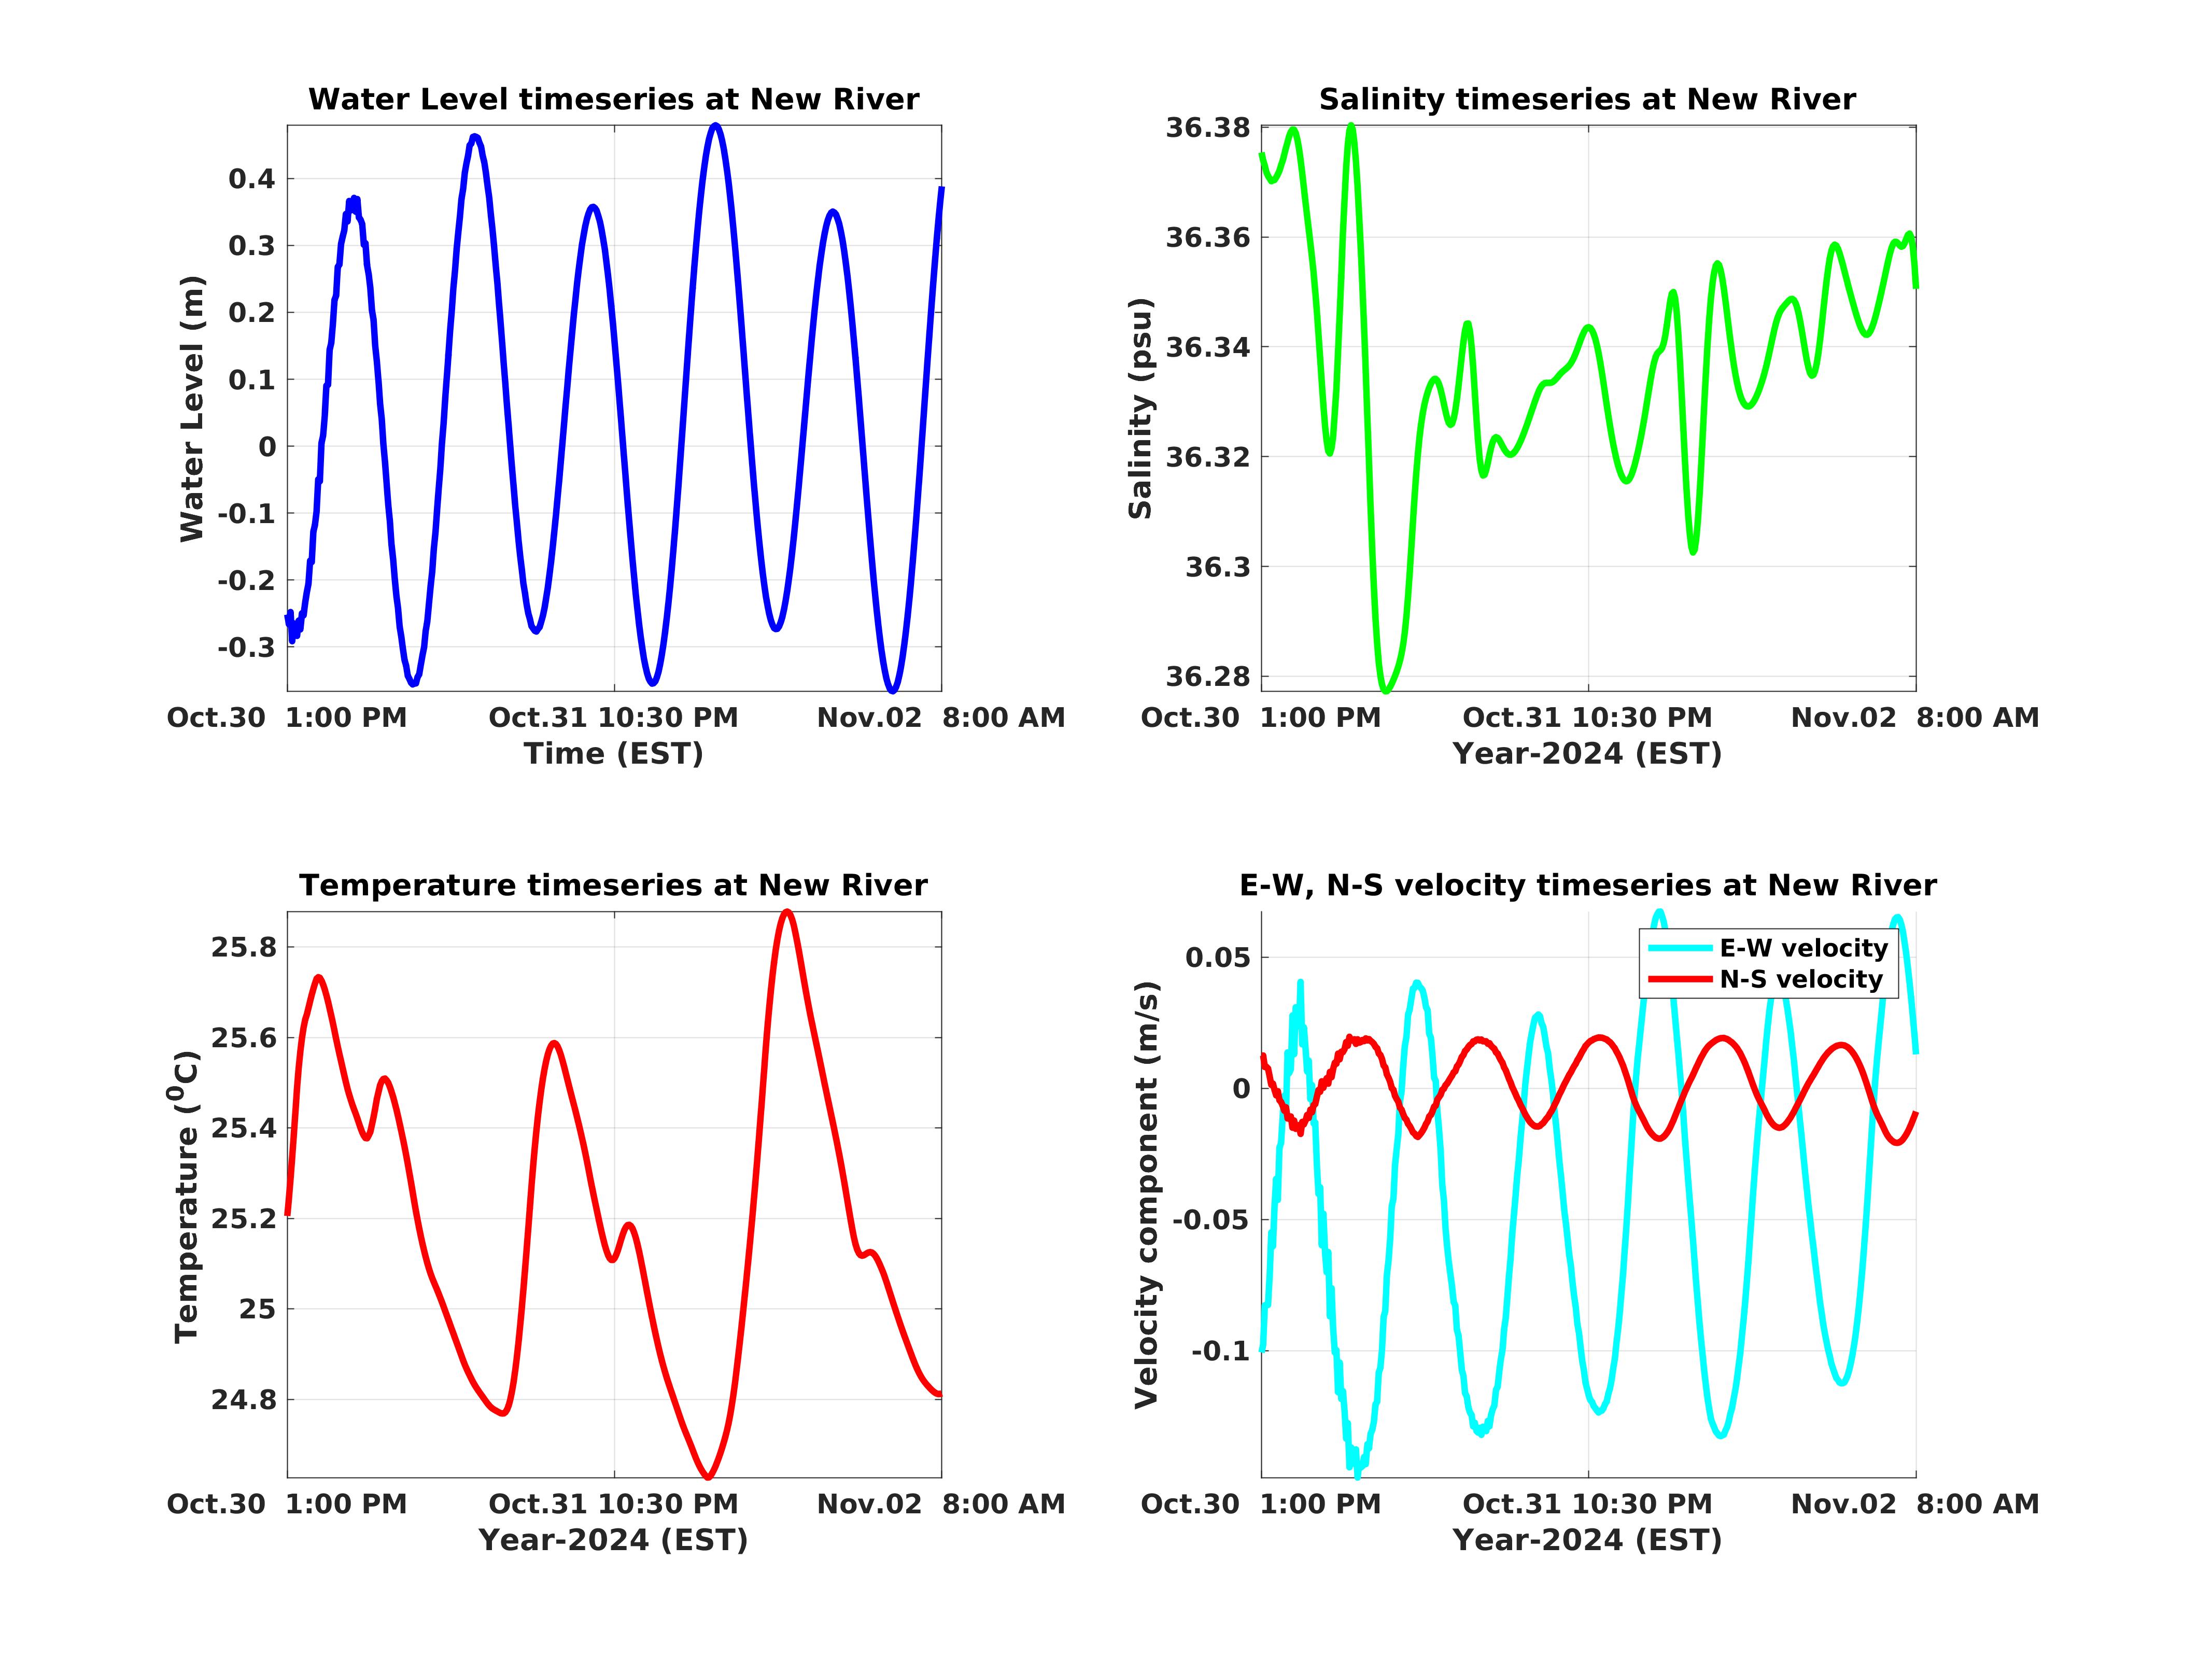 Water Level timeseries at New River
Water Level (m)
0.4
0.3
0.2
0.1
0
-0.1
-0.2
-0.3
Oct.30  1:00 PM
Oct.31 10:30 PM
Nov.02  8:00 AM
Time (EST)
Salinity timeseries at New River
Salinity (psu)
36.38
36.36
36.34
36.32
36.3
36.28
Oct.30  1:00 PM
Oct.31 10:30 PM
Nov.02  8:00 AM
Year-2024 (EST)
Temperature timeseries at New River
Temperature (⁰C)
25.8
25.6
25.4
25.2
25
24.8
Oct.30  1:00 PM
Oct.31 10:30 PM
Nov.02  8:00 AM
Year-2024 (EST)
E-W, N-S velocity timeseries at New River
Velocity component (m/s)
0.05
0
-0.05
-0.1
E-W velocity
N-S velocity
Oct.30  1:00 PM
Oct.31 10:30 PM
Nov.02  8:00 AM
Year-2024 (EST)